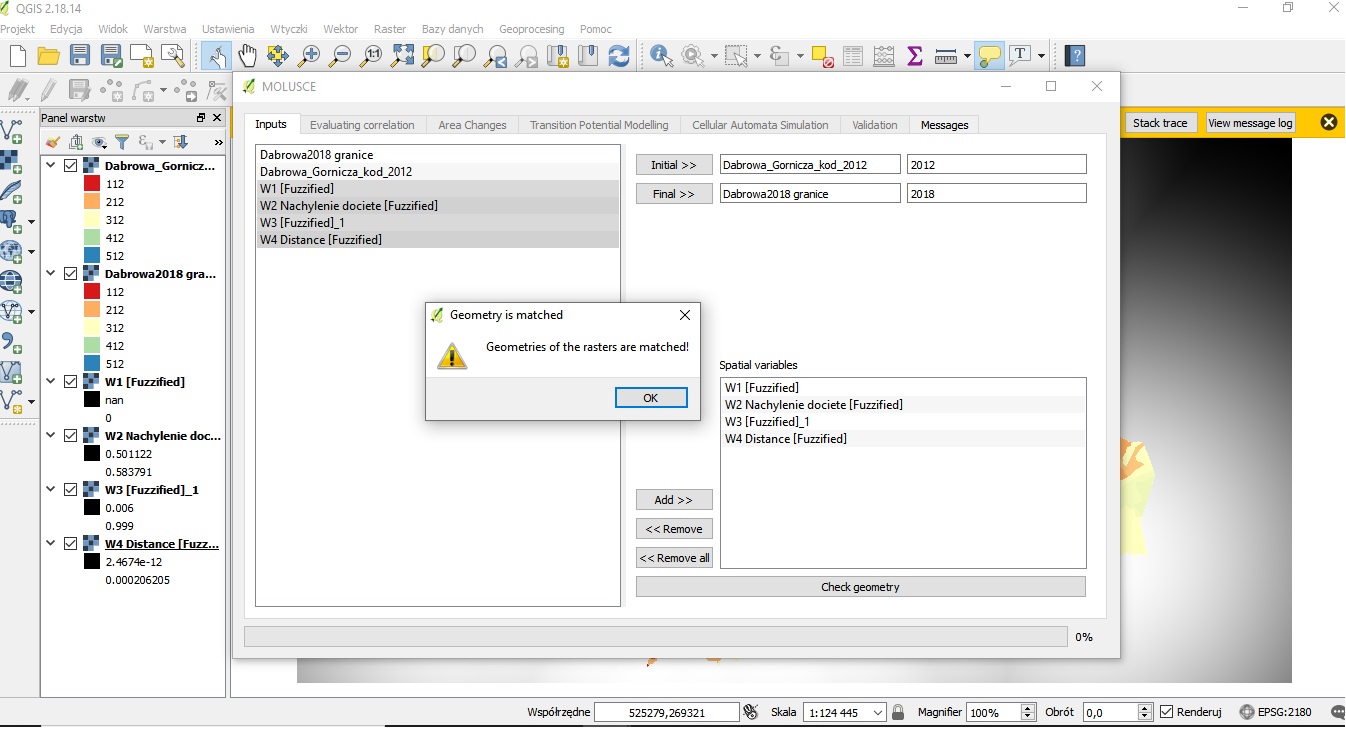 QGIS 2.18.14
Projekt Edycja Widok Warstwa Ustawienia Wtyczki Wektor Raster Bazy danych Geoprocesing Pomoc
1:1
T
?
Panel warstw
»
Dabrowa_Gornicz...
112
212
312
412
512
Dabrowa2018 gra...
112
212
312
412
512
W1 [Fuzzified]
nan
0
W2 Nachylenie doc...
0.501122
0.583791
W3 [Fuzzified]_1
0.006
0.999
W4 Distance [Fuzz...
2.4674e-12
0.000206205
MOLUSCE
Inputs Evaluating correlation Area Changes Transition Potential Modelling Cellular Automata Simulation Validation Messages
Dabrowa2018 granice
Dabrowa_Gornicza_kod_2012
W1 [Fuzzified]
W2 Nachylenie dociete [Fuzzified]
W3 [Fuzzified]_1
W4 Distance [Fuzzified]
Initial >> Dabrowa_Gornicza_kod_2012 2012
Final >> Dabrowa2018 granice 2018
Geometry is matched
Geometries of the rasters are matched!
OK
Spatial variables
W1 [Fuzzified]
W2 Nachylenie dociete [Fuzzified]
W3 [Fuzzified]_1
W4 Distance [Fuzzified]
Add >>
<< Remove
<< Remove all
Check geometry
0%
Stack trace View message log
Współrzędne 525279,269321 Skala 1:124 445 Magnifier 100% Obrót 0,0 Renderuj EPSG:2180